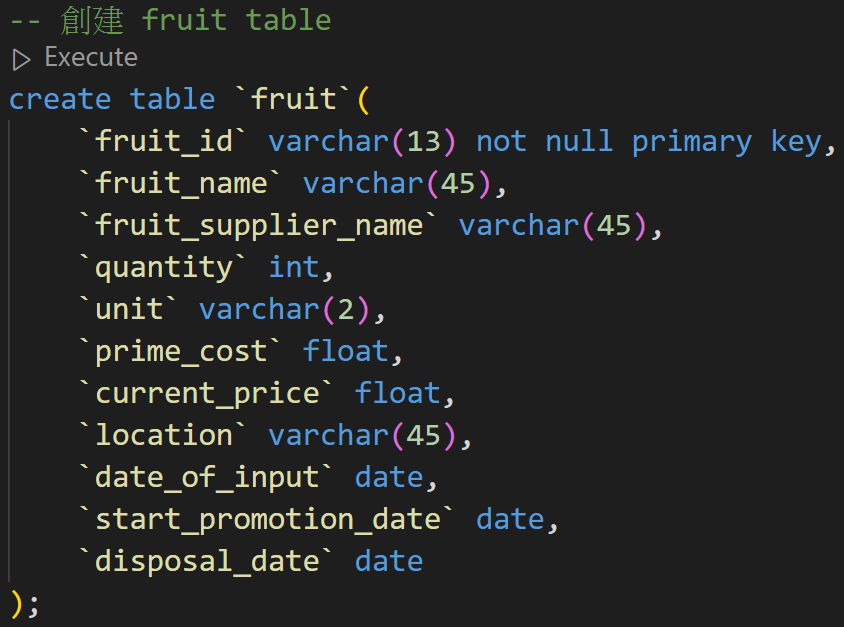 -- 創建 fruit table
Execute
create table `fruit`(
`fruit_id` varchar(13) not null primary key,
`fruit_name` varchar(45),
`fruit_supplier_name` varchar(45),
`quantity` int,
`unit` varchar(2),
`prime_cost` float,
`current_price` float,
`location` varchar(45),
`date_of_input` date,
`start_promotion_date` date,
`disposal_date` date
);